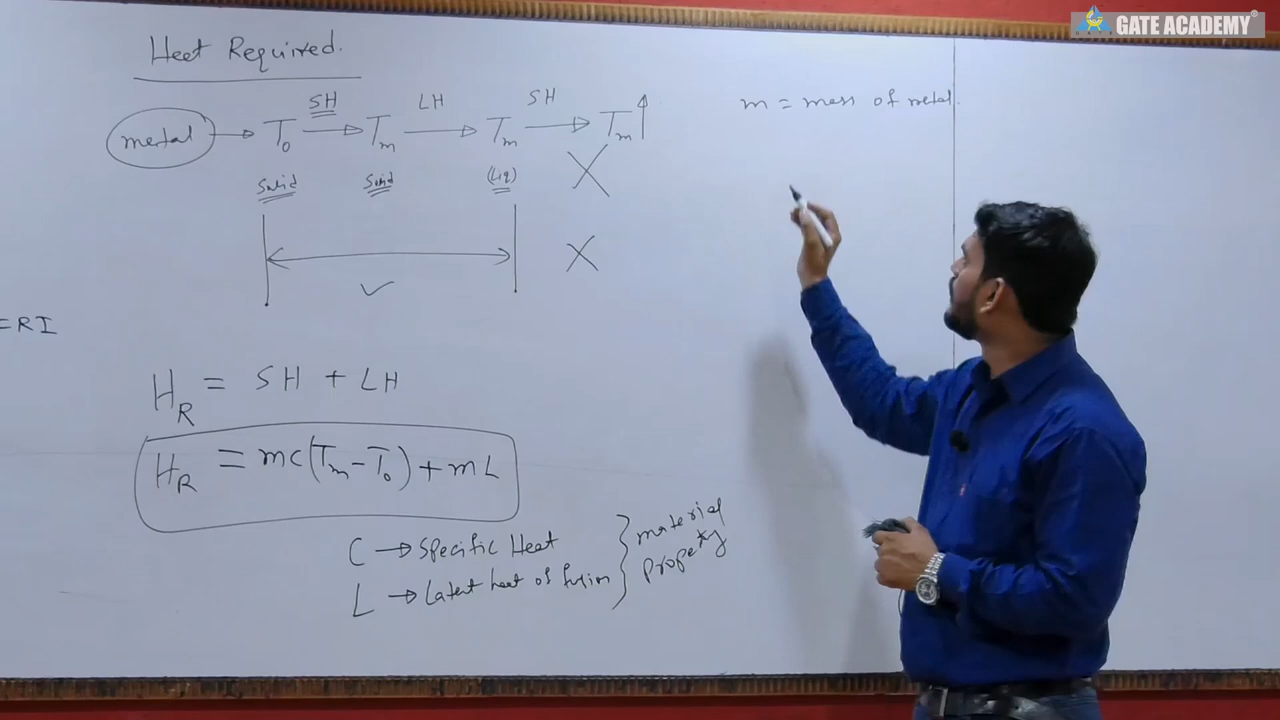 GATE ACADEMY®
Heat Required.
metal → T₀ —SH→ Tₘ —LH→ Tₘ —SH→ Tₘ↑
Solid Solid (Liq) X
✓ X
=RI
H_R = SH + LH
H_R = mc(Tₘ-T₀)+mL
C → Specific Heat
L → Latent heat of fusion
} material
property
m = mass of metal.